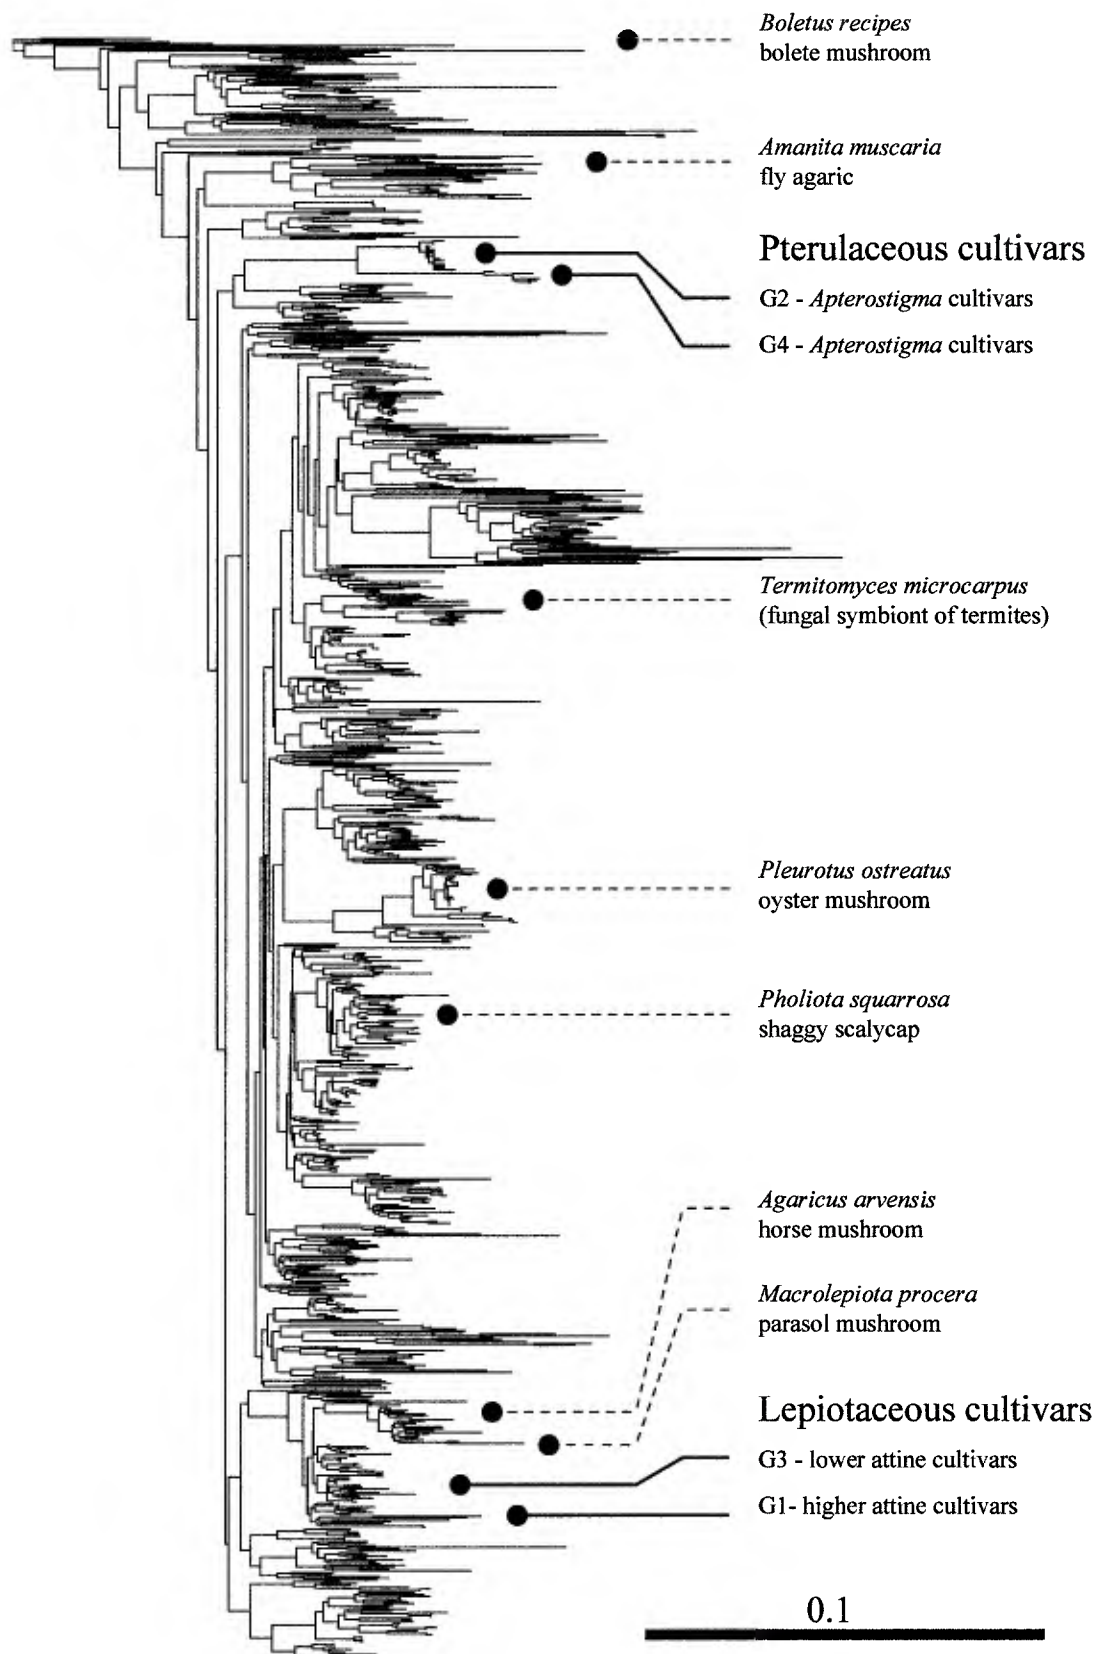 Boletus recipes
bolete mushroom
Amanita muscaria
fly agaric
Pterulaceous cultivars
G2 - Apterostigma cultivars
G4 - Apterostigma cultivars
Termitomyces microcarpus
(fungal symbiont of termites)
Pleurotus ostreatus
oyster mushroom
Pholiota squarrosa
shaggy scalycap
Agaricus arvensis
horse mushroom
Macrolepiota procera
parasol mushroom
Lepiotaceous cultivars
G3 - lower attine cultivars
G1- higher attine cultivars
0.1